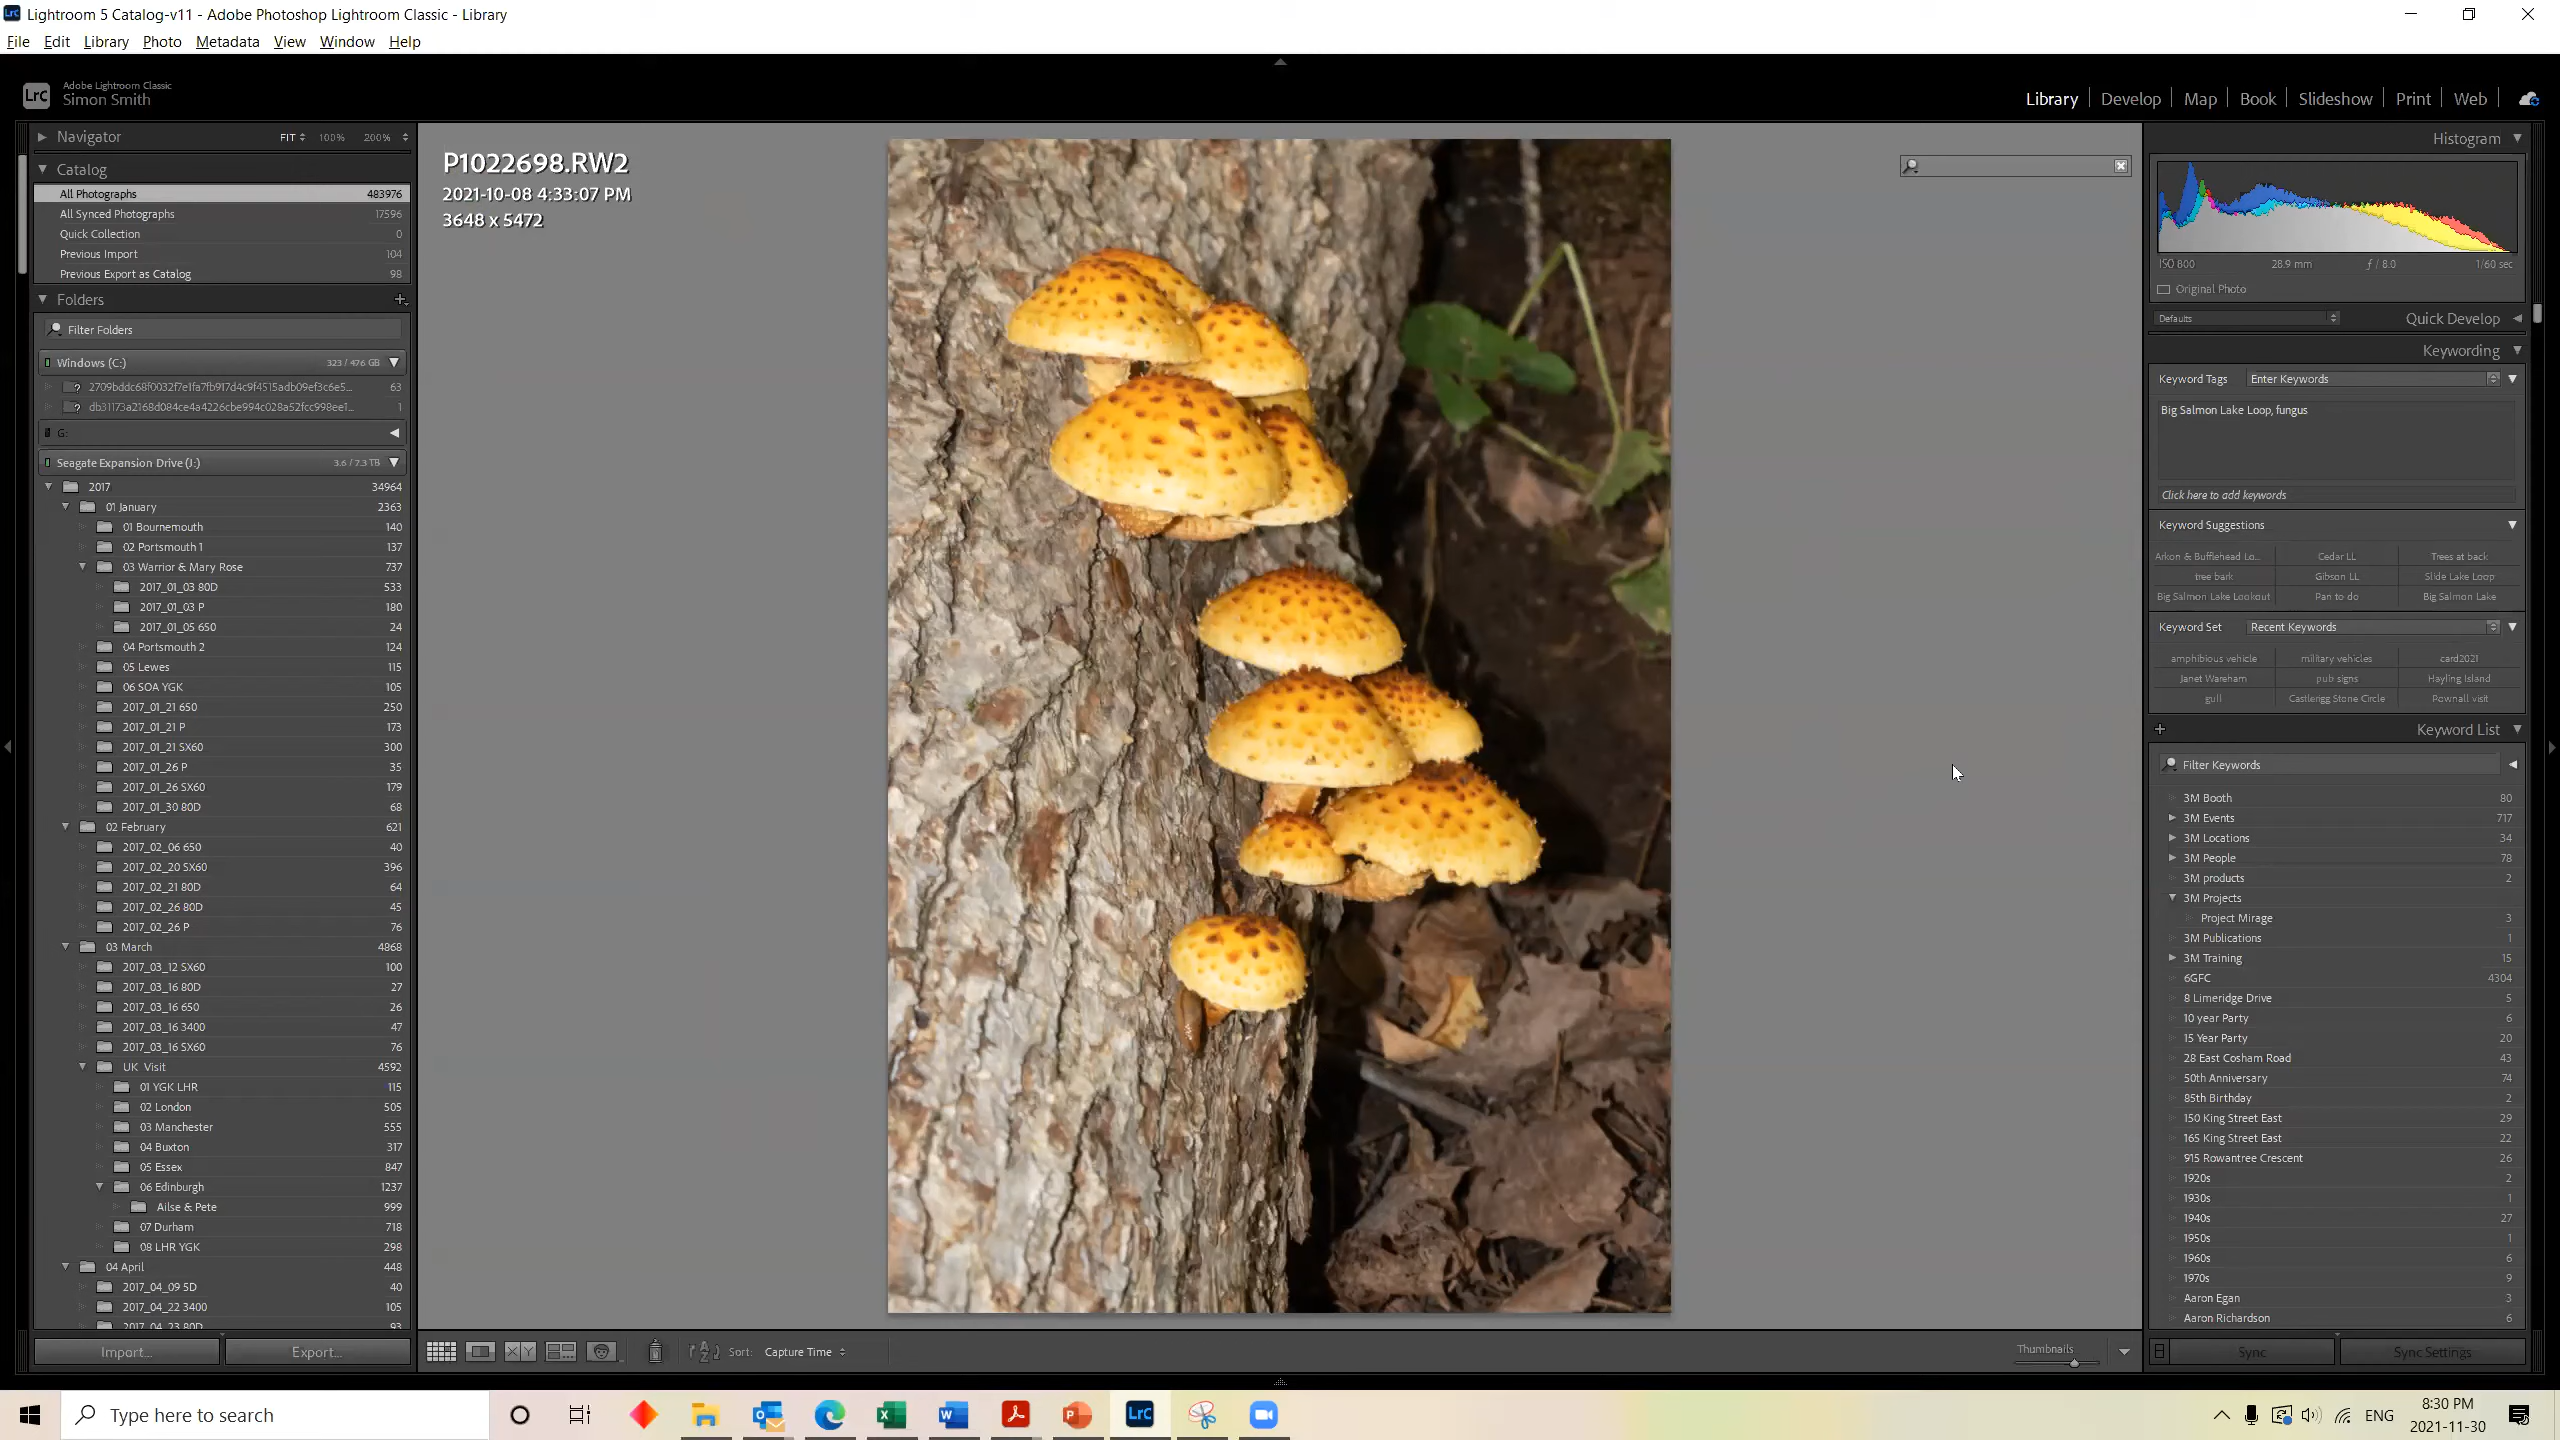 Lightroom 5 Catalog-v11 - Adobe Photoshop Lightroom Classic - Library
File Edit Library Photo Metadata View Window Help
LrC
Adobe Lightroom Classic
Simon Smith
Library Develop Map Book Slideshow Print Web
Navigator FIT 100% 200%
Catalog
All Photographs 483976
All Synced Photographs 17596
Quick Collection 0
Previous Import 104
Previous Export as Catalog 98
Folders
Filter Folders
Windows (C:) 323 / 476 GB
2709bddc68f0032f7e1fa7fb917d4c9f4515adb09ef3c6e5... 63
db31173a2168d084ce4a4226cbe994c028a52fcc998ee1... 1
G:
Seagate Expansion Drive (J:) 3.6 / 7.3 TB
2017 34964
01 January 2363
01 Bournemouth 140
02 Portsmouth 1 137
03 Warrior & Mary Rose 737
2017_01_03 80D 533
2017_01_03 P 180
2017_01_05 650 24
04 Portsmouth 2 124
05 Lewes 115
06 SOA YGK 105
2017_01_21 650 250
2017_01_21 P 173
2017_01_21 SX60 300
2017_01_26 P 35
2017_01_26 SX60 179
2017_01_30 80D 68
02 February 621
2017_02_06 650 40
2017_02_20 SX60 396
2017_02_21 80D 64
2017_02_26 80D 45
2017_02_26 P 76
03 March 4868
2017_03_12 SX60 100
2017_03_16 80D 27
2017_03_16 650 26
2017_03_16 3400 47
2017_03_16 SX60 76
UK Visit 4592
01 YGK LHR 115
02 London 505
03 Manchester 555
04 Buxton 317
05 Essex 847
06 Edinburgh 1237
Ailse & Pete 999
07 Durham 718
08 LHR YGK 298
04 April 448
2017_04_09 5D 40
2017_04_22 3400 105
2017_04_23 80D 93
Import... Export...
P1022698.RW2
2021-10-08 4:33:07 PM
3648 x 5472
XY Sort: Capture Time Thumbnails
Histogram
ISO 800 28.9 mm ƒ / 8.0 1/60 sec
Original Photo
Defaults Quick Develop
Keywording
Keyword Tags Enter Keywords
Big Salmon Lake Loop, fungus
Click here to add keywords
Keyword Suggestions
Arkon & Bufflehead Lo... Cedar LL Trees at back
tree bark Gibson LL Slide Lake Loop
Big Salmon Lake Lookout Pan to do Big Salmon Lake
Keyword Set Recent Keywords
amphibious vehicle military vehicles card2021
Janet Wareham pub signs Hayling Island
gull Castlerigg Stone Circle Pownall visit
Keyword List
Filter Keywords
3M Booth 80
3M Events 717
3M Locations 34
3M People 78
3M products 2
3M Projects
Project Mirage 3
3M Publications 1
3M Training 15
6GFC 4304
8 Limeridge Drive 5
10 year Party 6
15 Year Party 20
28 East Cosham Road 43
50th Anniversary 74
85th Birthday 2
150 King Street East 29
165 King Street East 22
915 Rowantree Crescent 26
1920s 2
1930s 1
1940s 27
1950s 1
1960s 6
1970s 9
Aaron Egan 3
Aaron Richardson 6
Sync Sync Settings
Type here to search
LrC
ENG
8:30 PM
2021-11-30